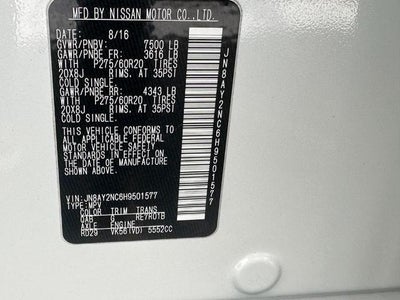 MFD BY NISSAN MOTOR CO.,LTD.
DATE: 8/16
GVWR/PNBV: 7500 LB
GAWR/PNBE FR: 3616 LB
WITH P275/60R20 TIRES
20X8J RIMS. AT 35PSI
COLD SINGLE.
GAWR/PNBE RR: 4343 LB
WITH P275/60R20 TIRES
20X8J RIMS. AT 35PSI
COLD SINGLE.
THIS VEHICLE CONFORMS TO
ALL APPLICABLE FEDERAL
MOTOR VEHICLE SAFETY
STANDARDS IN EFFECT ON
THE DATE OF MANUFACTURE
SHOWN ABOVE.
VIN: JN8AY2NC6H9501577
TYPE: MPV
COLOR TRIM TRANS
QAB G RE7R01B
AXLE ENGINE
RD29 VK56(VD) 5552CC
JN8AY2NC6H9501577